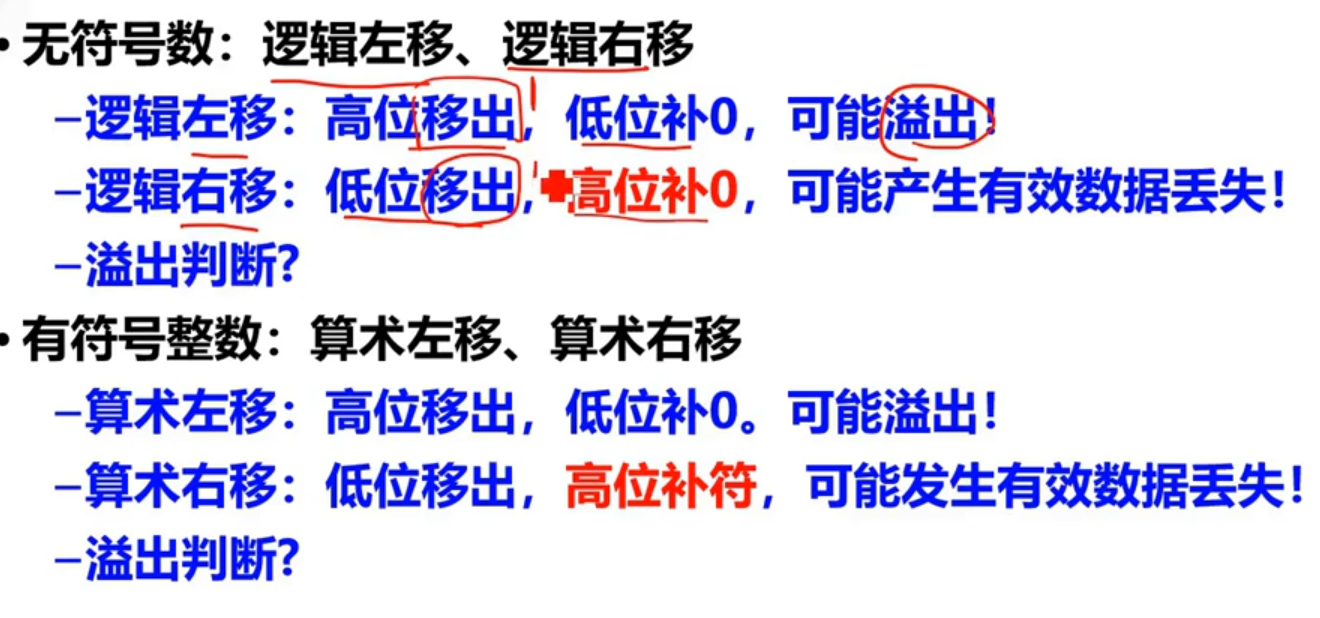 • 无符号数：逻辑左移、逻辑右移
–逻辑左移：高位移出，低位补0，可能溢出！
–逻辑右移：低位移出，高位补0，可能产生有效数据丢失！
–溢出判断?
• 有符号整数：算术左移、算术右移
–算术左移：高位移出，低位补0。可能溢出！
–算术右移：低位移出，高位补符，可能发生有效数据丢失！
–溢出判断?